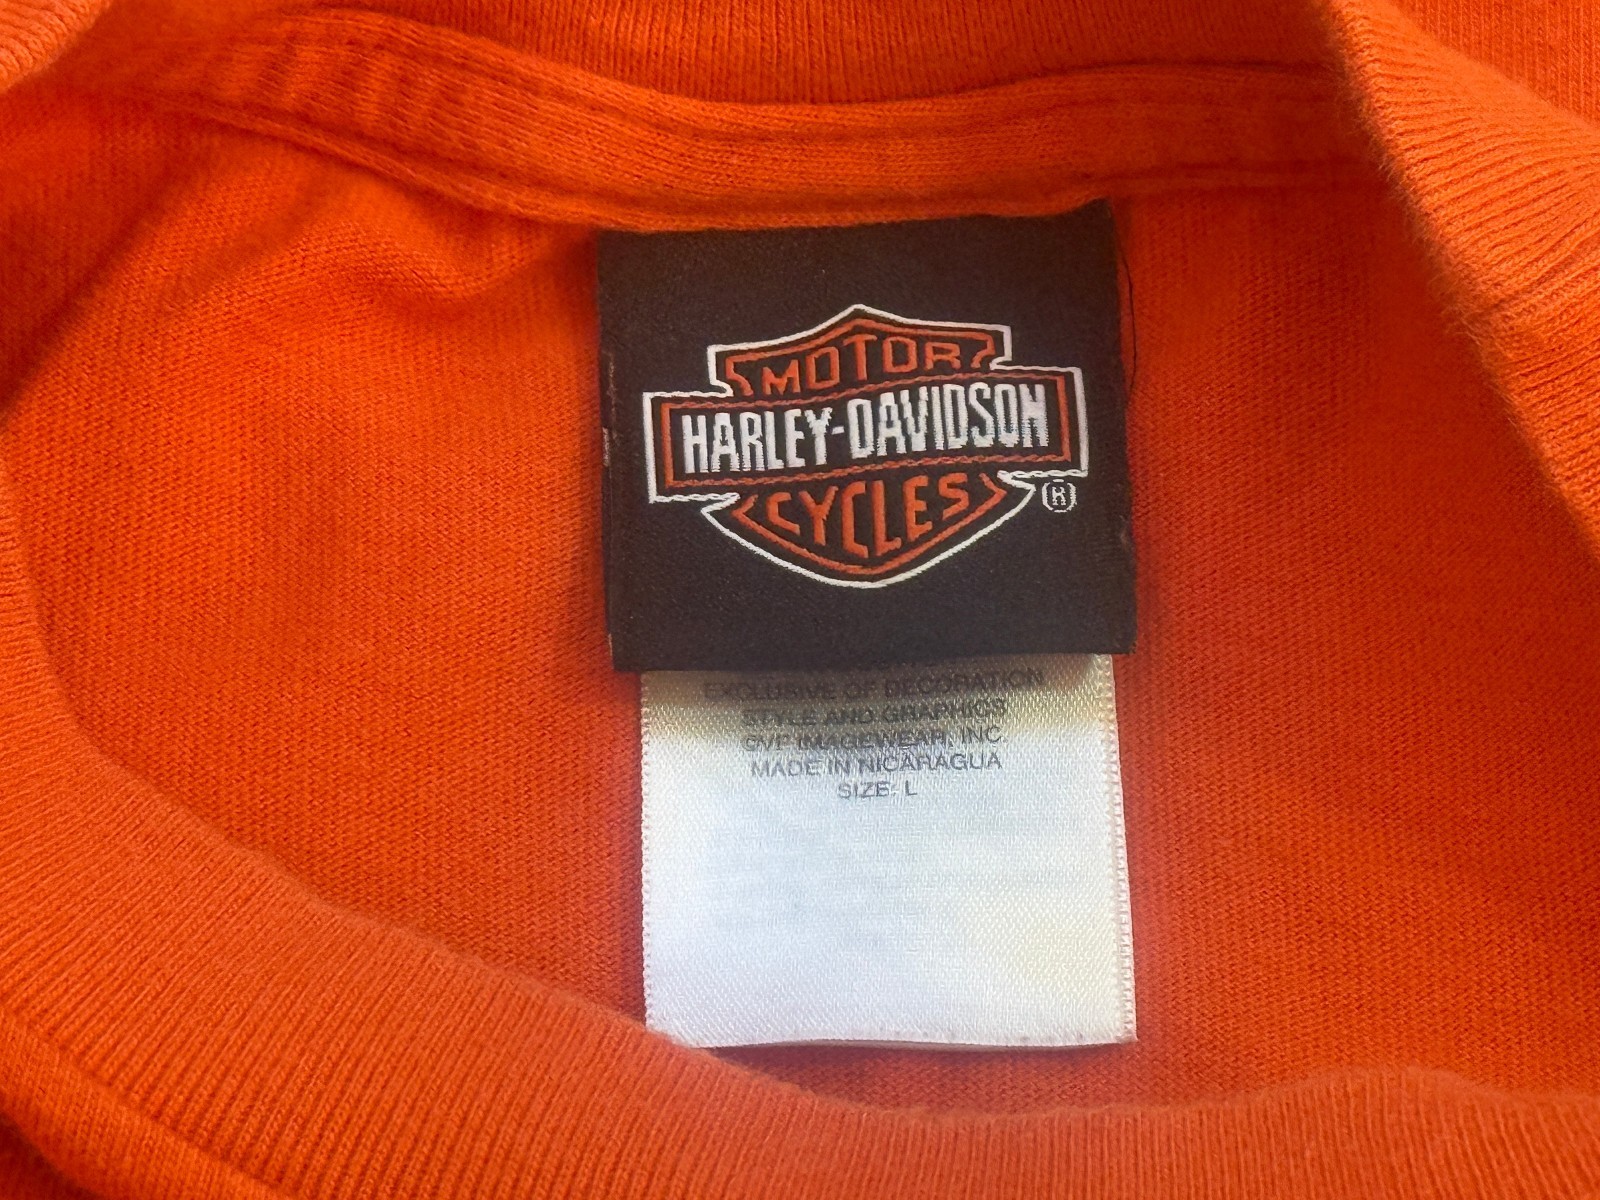 MOTOR
HARLEY-DAVIDSON
CYCLES
®
EXCLUSIVE OF DECORATION
STYLE AND GRAPHICS
GVF IMAGEWEAR, INC.
MADE IN NICARAGUA
SIZE- L